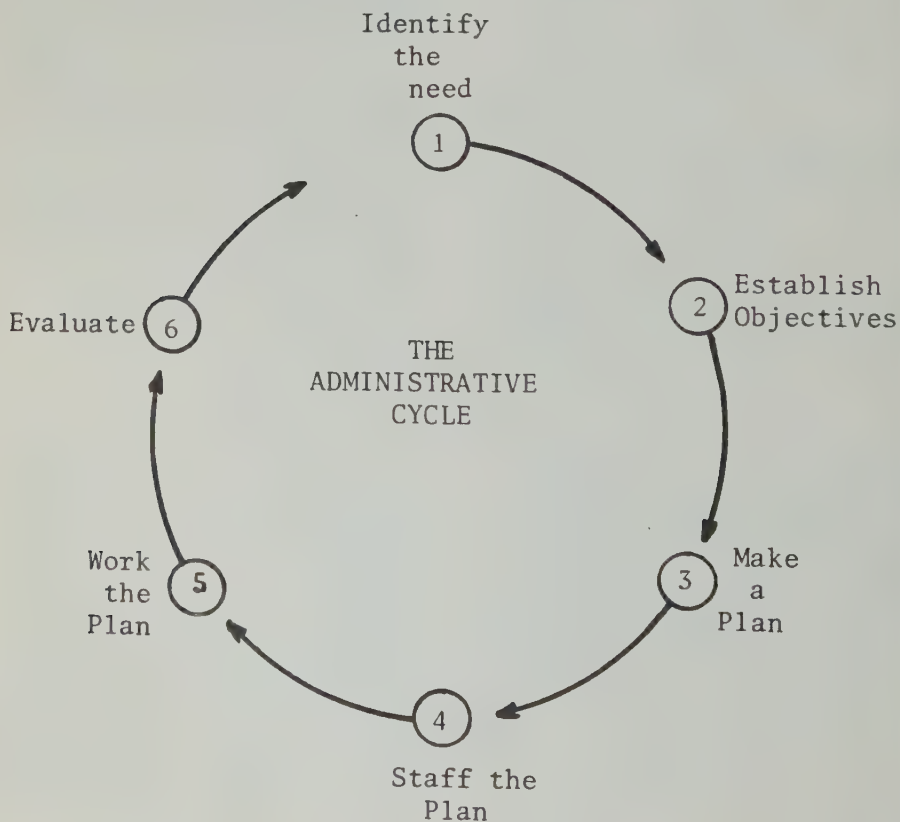 Identify
the
need
1
2
Establish
Objectives
THE
ADMINISTRATIVE
CYCLE
3
Make
a
Plan
4
Staff the
Plan
5
Work
the
Plan
6
Evaluate